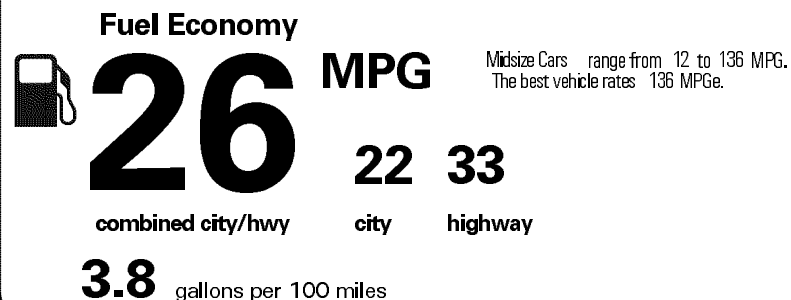 Fuel Economy
26 MPG
Midsize Cars range from 12 to 136 MPG.
The best vehicle rates 136 MPGe.
22 33
combined city/hwy city highway
3.8 gallons per 100 miles